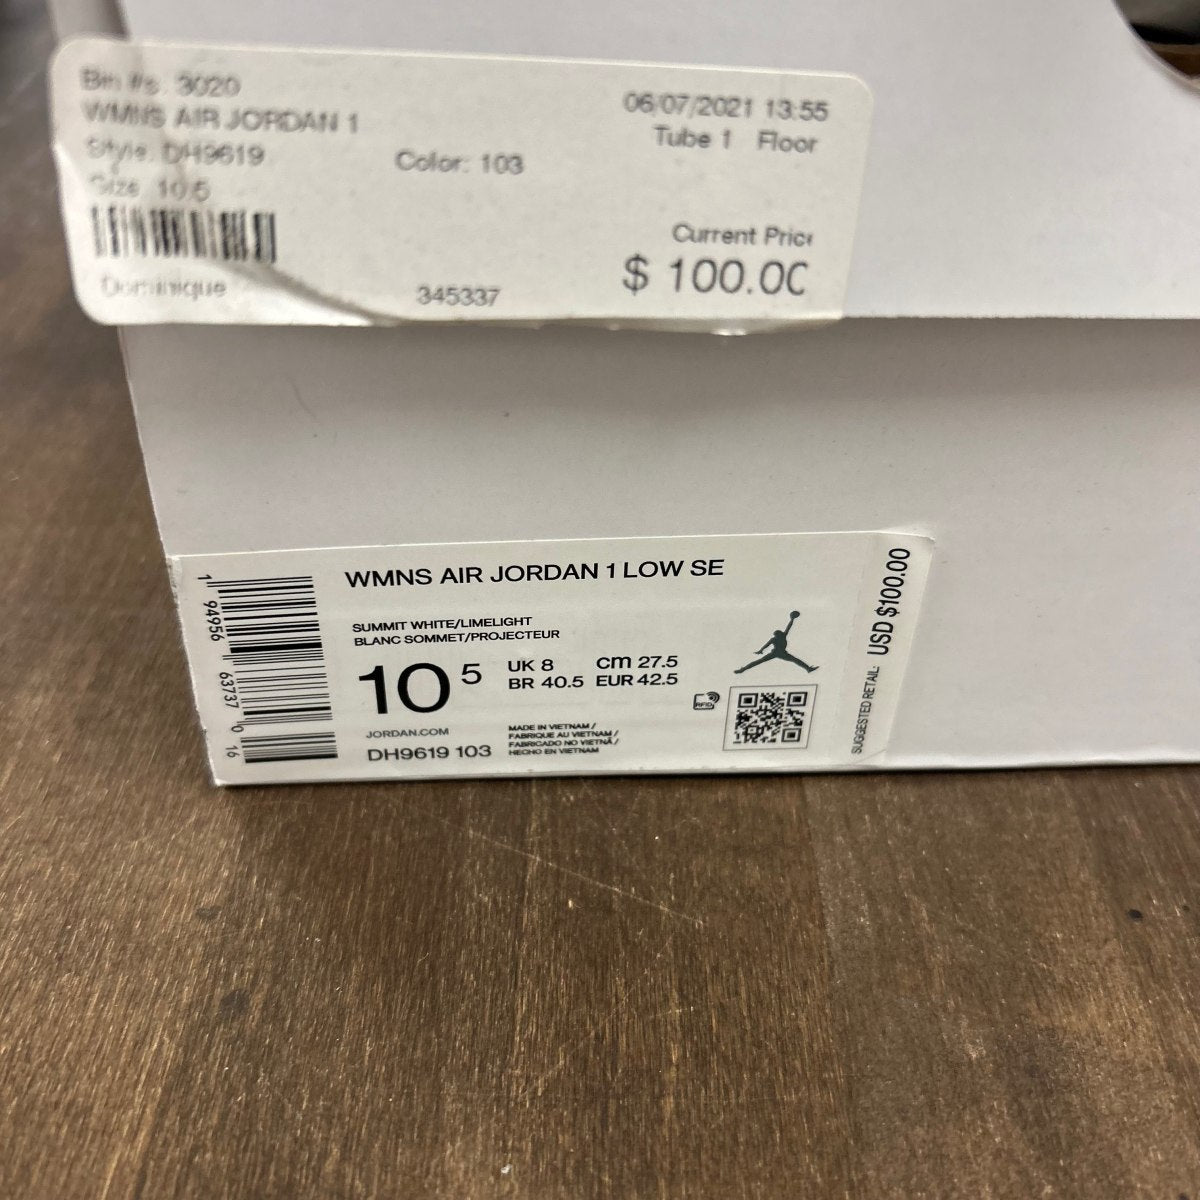 Bin #s. 3020
WMNS AIR JORDAN 1
Style. DH9619
Size 10.5
Color: 103
06/07/2021 13:55
Tube 1 Floor
Current Price
$ 100.00
Dominique
345337
WMNS AIR JORDAN 1 LOW SE
SUMMIT WHITE/LIMELIGHT
BLANC SOMMET/PROJECTEUR
10 5
UK 8 cm 27.5
BR 40.5 EUR 42.5
RFID
JORDAN.COM
DH9619 103
MADE IN VIETNAM /
FABRIQUE AU VIETNAM /
FABRICADO NO VIETNÃ /
HECHO EN VIETNAM
1 94956 63737 0 16
SUGGESTED RETAIL: USD $100.00